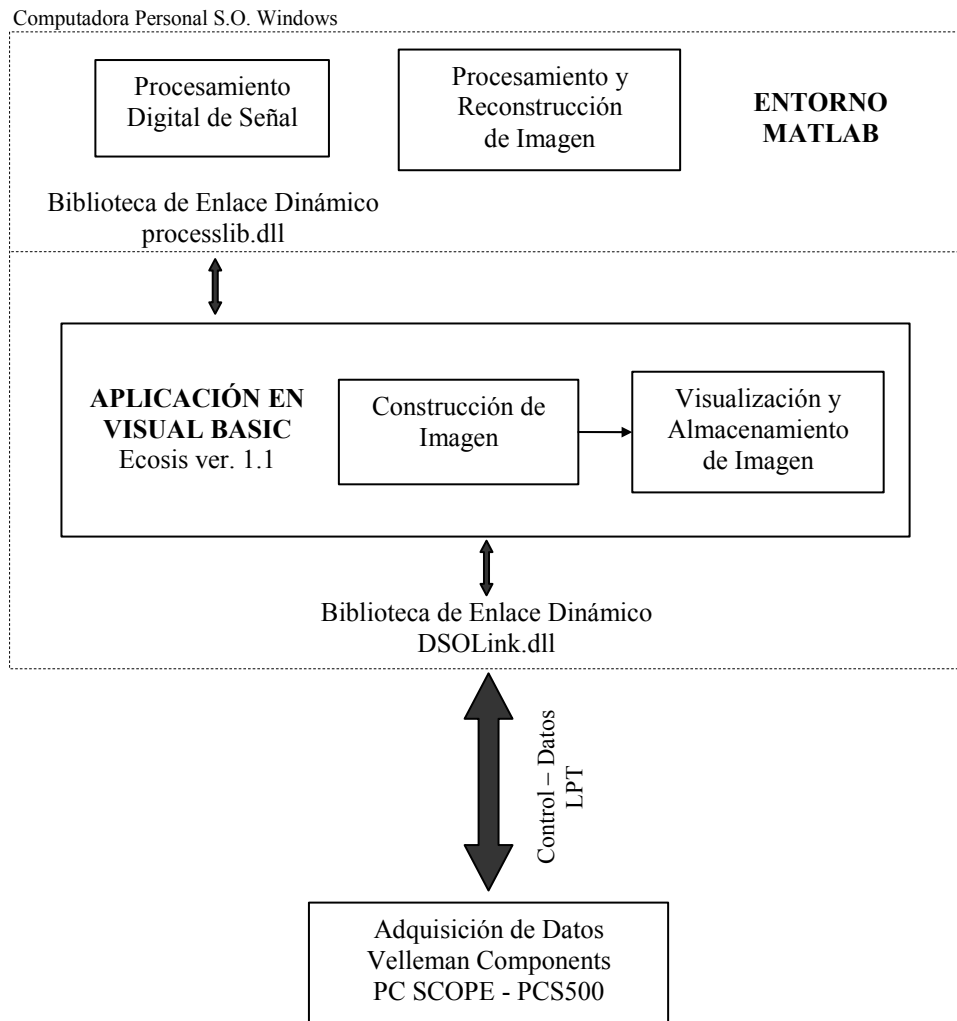 Computadora Personal S.O. Windows
Procesamiento
Digital de Señal
Procesamiento y
Reconstrucción
de Imagen
ENTORNO
MATLAB
Biblioteca de Enlace Dinámico
processlib.dll
APLICACIÓN EN
VISUAL BASIC
Ecosis ver. 1.1
Construcción de
Imagen
Visualización y
Almacenamiento
de Imagen
Biblioteca de Enlace Dinámico
DSOLink.dll
Control – Datos
LPT
Adquisición de Datos
Velleman Components
PC SCOPE - PCS500